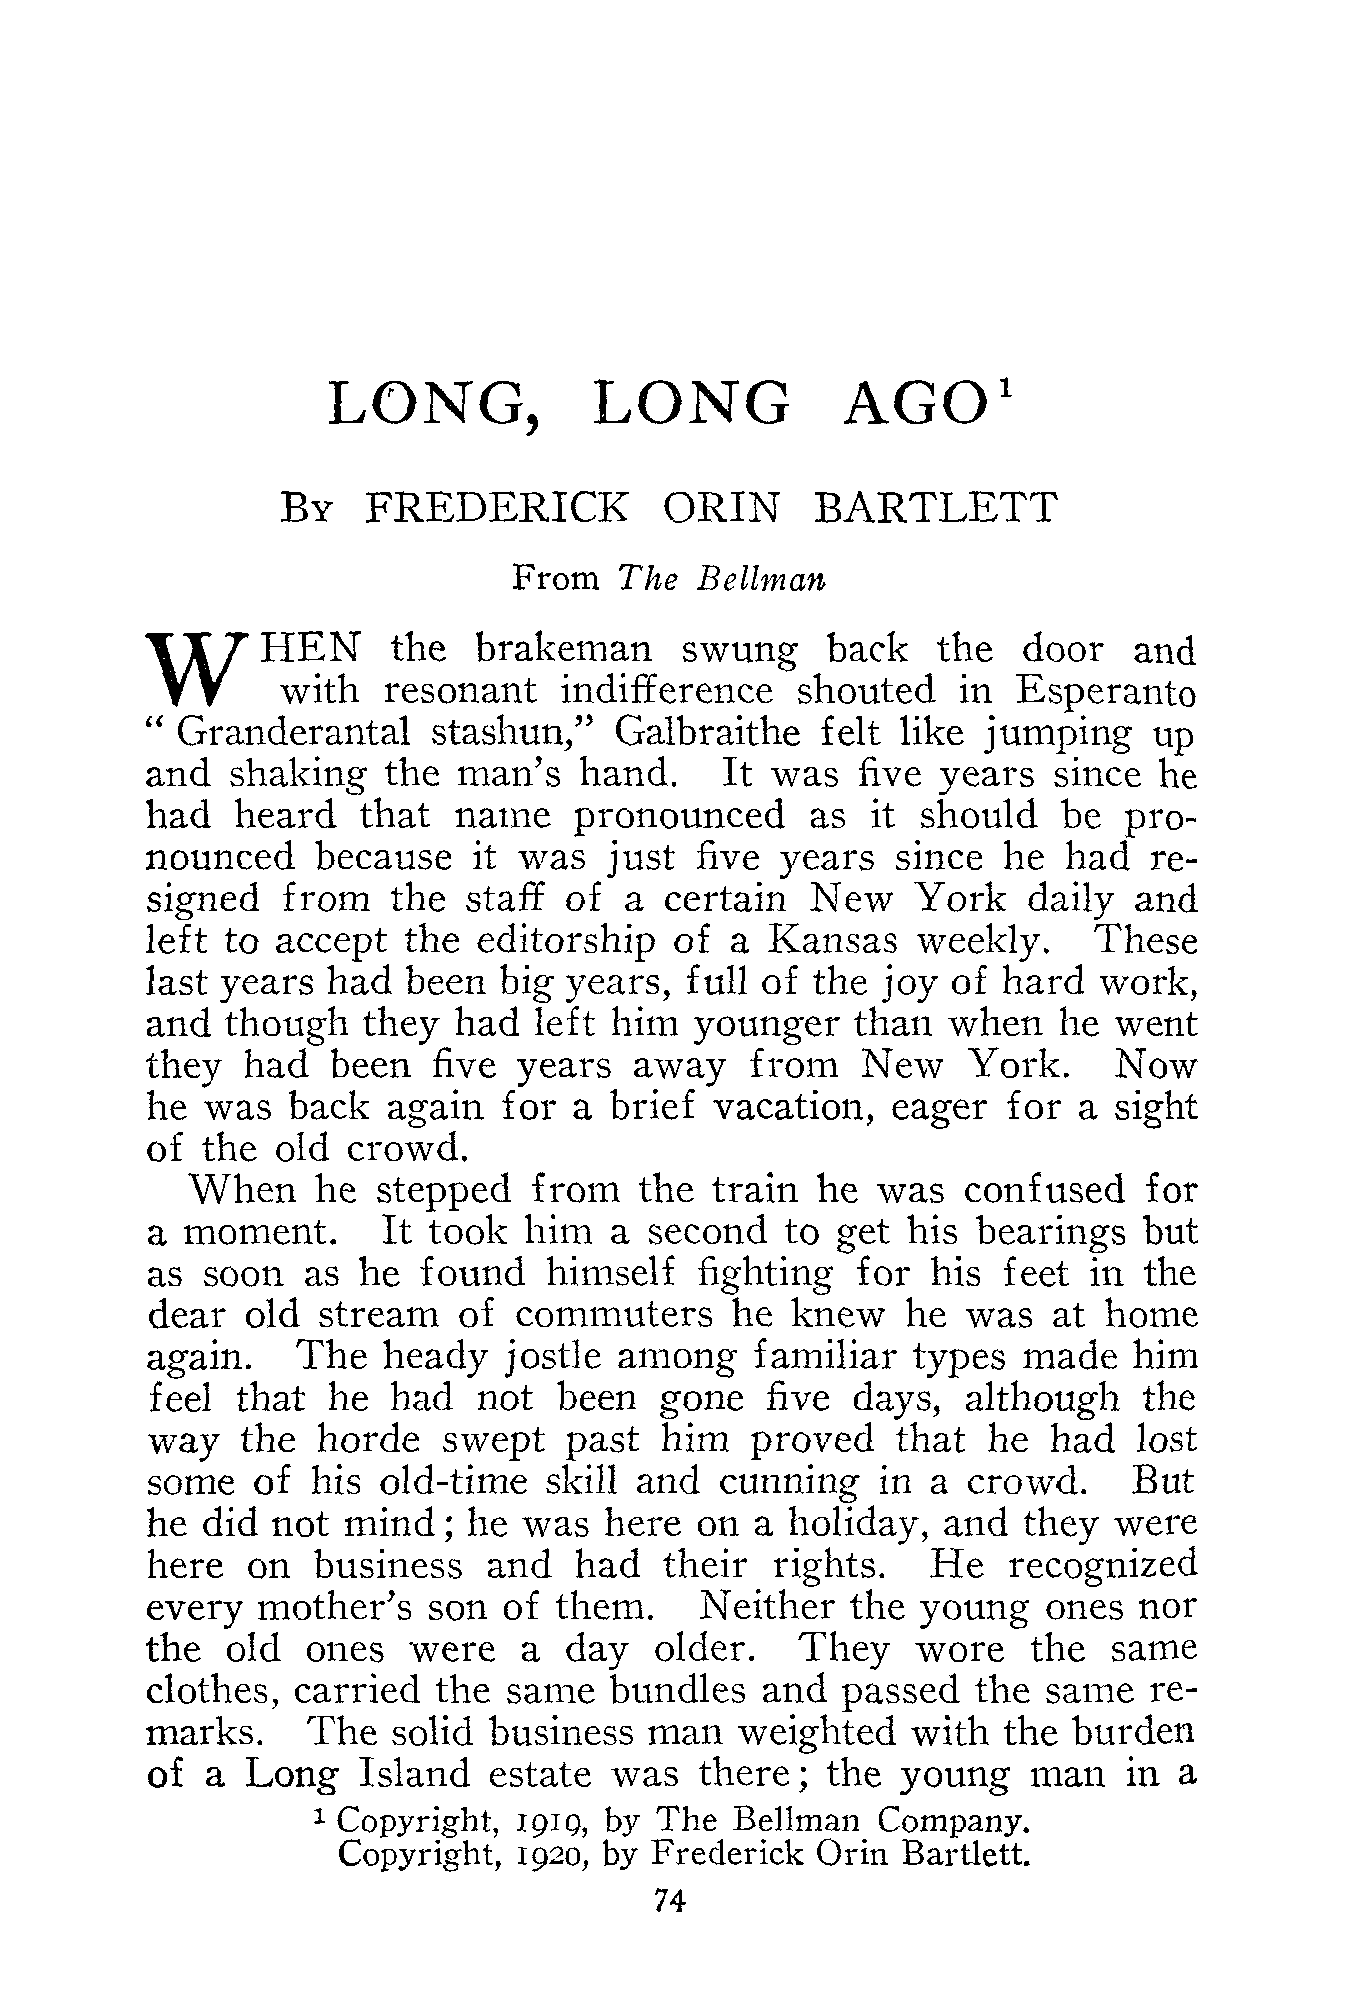 LONG, LONG AGO¹
By FREDERICK ORIN BARTLETT
From The Bellman
WHEN the brakeman swung back the door and
with resonant indifference shouted in Esperanto
“ Granderantal stashun,” Galbraithe felt like jumping up
and shaking the man’s hand. It was five years since he
had heard that name pronounced as it should be pro-
nounced because it was just five years since he had re-
signed from the staff of a certain New York daily and
left to accept the editorship of a Kansas weekly. These
last years had been big years, full of the joy of hard work,
and though they had left him younger than when he went
they had been five years away from New York. Now
he was back again for a brief vacation, eager for a sight
of the old crowd.
When he stepped from the train he was confused for
a moment. It took him a second to get his bearings but
as soon as he found himself fighting for his feet in the
dear old stream of commuters he knew he was at home
again. The heady jostle among familiar types made him
feel that he had not been gone five days, although the
way the horde swept past him proved that he had lost
some of his old-time skill and cunning in a crowd. But
he did not mind; he was here on a holiday, and they were
here on business and had their rights. He recognized
every mother’s son of them. Neither the young ones nor
the old ones were a day older. They wore the same
clothes, carried the same bundles and passed the same re-
marks. The solid business man weighted with the burden
of a Long Island estate was there; the young man in a
¹ Copyright, 1919, by The Bellman Company.
Copyright, 1920, by Frederick Orin Bartlett.
74